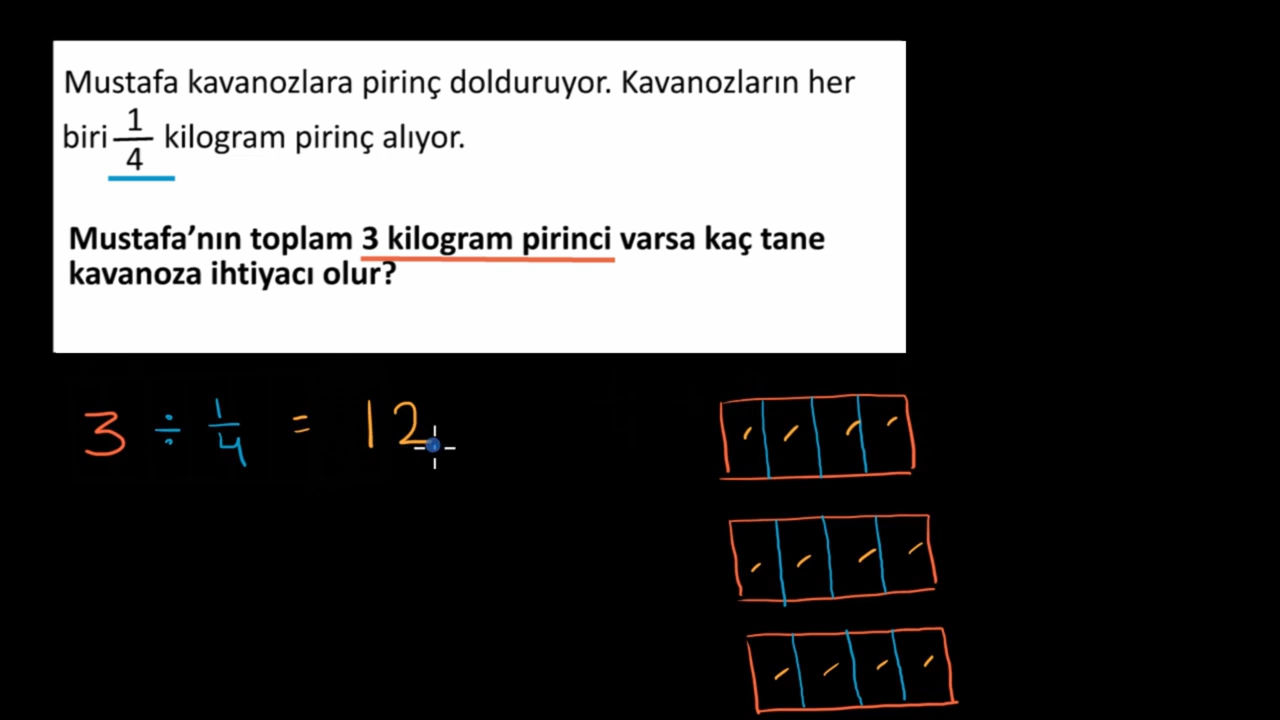 Mustafa kavanozlara pirinç dolduruyor. Kavanozların her
biri 1/4 kilogram pirinç alıyor.
Mustafa’nın toplam 3 kilogram pirinci varsa kaç tane
kavanoza ihtiyacı olur?
3 ÷ 1/4 = 12